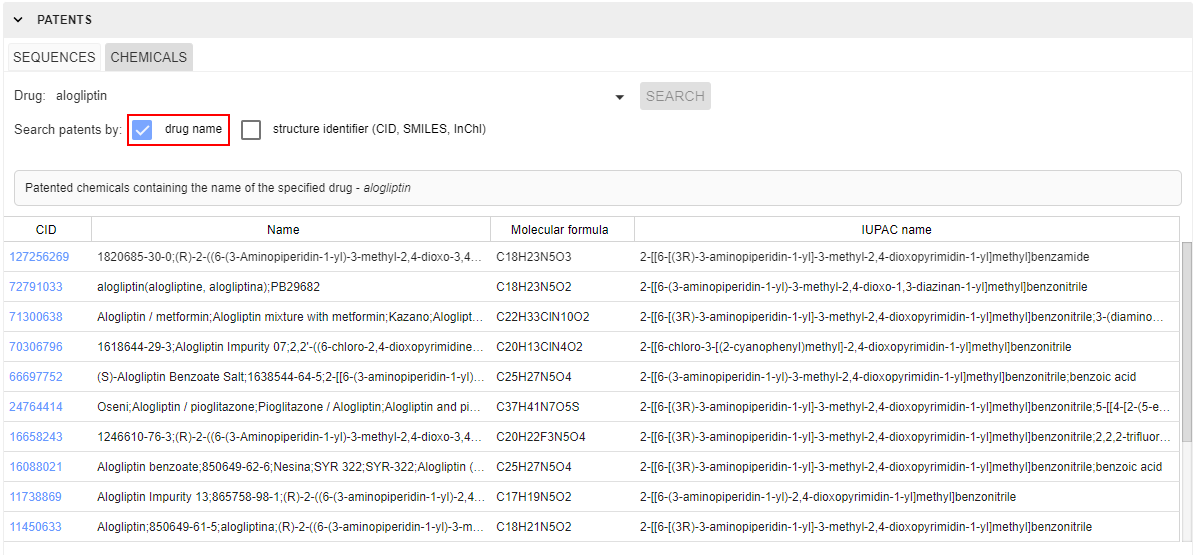 PATENTS
SEQUENCES CHEMICALS
Drug: alogliptin SEARCH
Search patents by: drug name structure identifier (CID, SMILES, InChI)
Patented chemicals containing the name of the specified drug - alogliptin
CID Name Molecular formula IUPAC name
127256269 1820685-30-0;(R)-2-((6-(3-Aminopiperidin-1-yl)-3-methyl-2,4-dioxo-3,4... C18H23N5O3 2-[[6-[(3R)-3-aminopiperidin-1-yl]-3-methyl-2,4-dioxopyrimidin-1-yl]methyl]benzamide
72791033 alogliptin(alogliptine, alogliptina);PB29682 C18H23N5O2 2-[[6-(3-aminopiperidin-1-yl)-3-methyl-2,4-dioxo-1,3-diazinan-1-yl]methyl]benzonitrile
71300638 Alogliptin / metformin;Alogliptin mixture with metformin;Kazano;Aloglipt... C22H33ClN10O2 2-[[6-[(3R)-3-aminopiperidin-1-yl]-3-methyl-2,4-dioxopyrimidin-1-yl]methyl]benzonitrile;3-(diamino...
70306796 1618644-29-3;Alogliptin Impurity 07;2,2'-((6-chloro-2,4-dioxopyrimidine... C20H13ClN4O2 2-[[6-chloro-3-[(2-cyanophenyl)methyl]-2,4-dioxopyrimidin-1-yl]methyl]benzonitrile
66697752 (S)-Alogliptin Benzoate Salt;1638544-64-5;2-[[6-(3-aminopiperidin-1-yl)... C25H27N5O4 2-[[6-(3-aminopiperidin-1-yl)-3-methyl-2,4-dioxopyrimidin-1-yl]methyl]benzonitrile;benzoic acid
24764414 Oseni;Alogliptin / pioglitazone;Pioglitazone / Alogliptin;Alogliptin and pi... C37H41N7O5S 2-[[6-[(3R)-3-aminopiperidin-1-yl]-3-methyl-2,4-dioxopyrimidin-1-yl]methyl]benzonitrile;5-[[4-[2-(5-e...
16658243 1246610-76-3;(R)-2-((6-(3-Aminopiperidin-1-yl)-3-methyl-2,4-dioxo-3,4... C20H22F3N5O4 2-[[6-[(3R)-3-aminopiperidin-1-yl]-3-methyl-2,4-dioxopyrimidin-1-yl]methyl]benzonitrile;2,2,2-trifluor...
16088021 Alogliptin benzoate;850649-62-6;Nesina;SYR 322;SYR-322;Alogliptin (... C25H27N5O4 2-[[6-[(3R)-3-aminopiperidin-1-yl]-3-methyl-2,4-dioxopyrimidin-1-yl]methyl]benzonitrile;benzoic acid
11738869 Alogliptin Impurity 13;865758-98-1;(R)-2-((6-(3-aminopiperidin-1-yl)-2,4... C17H19N5O2 2-[[6-(3-aminopiperidin-1-yl)-2,4-dioxopyrimidin-1-yl]methyl]benzonitrile
11450633 Alogliptin;850649-61-5;alogliptina;(R)-2-((6-(3-aminopiperidin-1-yl)-3-m... C18H21N5O2 2-[[6-[(3R)-3-aminopiperidin-1-yl]-3-methyl-2,4-dioxopyrimidin-1-yl]methyl]benzonitrile